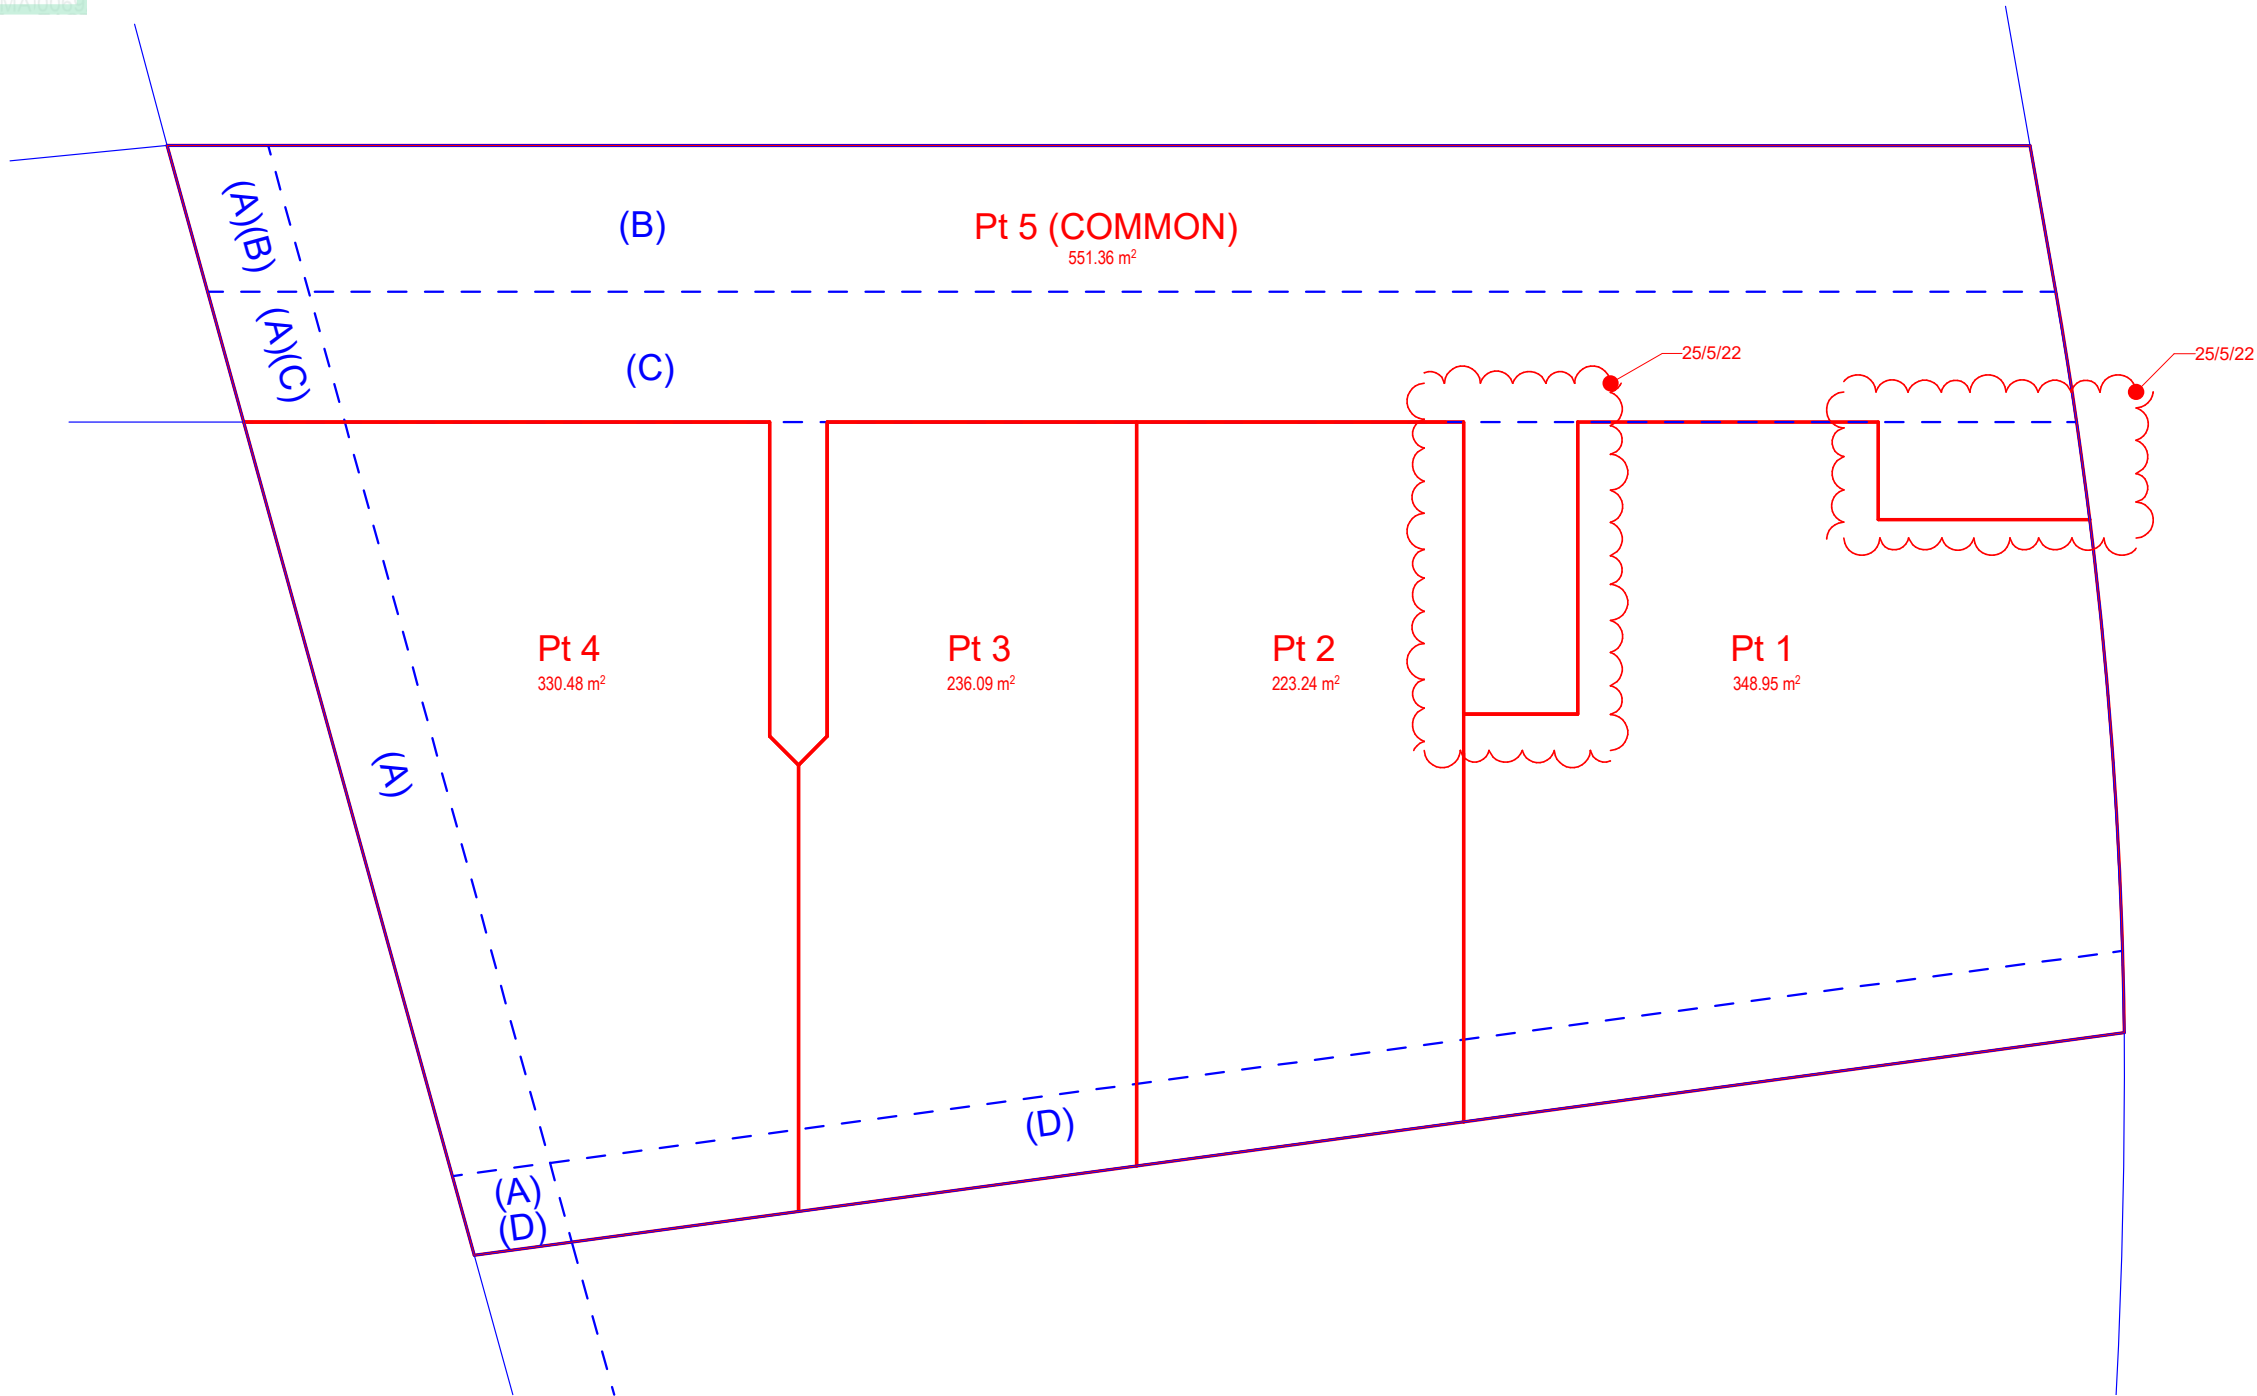 (A)(B)
(B)
Pt 5 (COMMON)
551.36 m²
(A)(C)
(C)
25/5/22
25/5/22
Pt 4
330.48 m²
Pt 3
236.09 m²
Pt 2
223.24 m²
Pt 1
348.95 m²
(A)
(D)
(A)
(D)